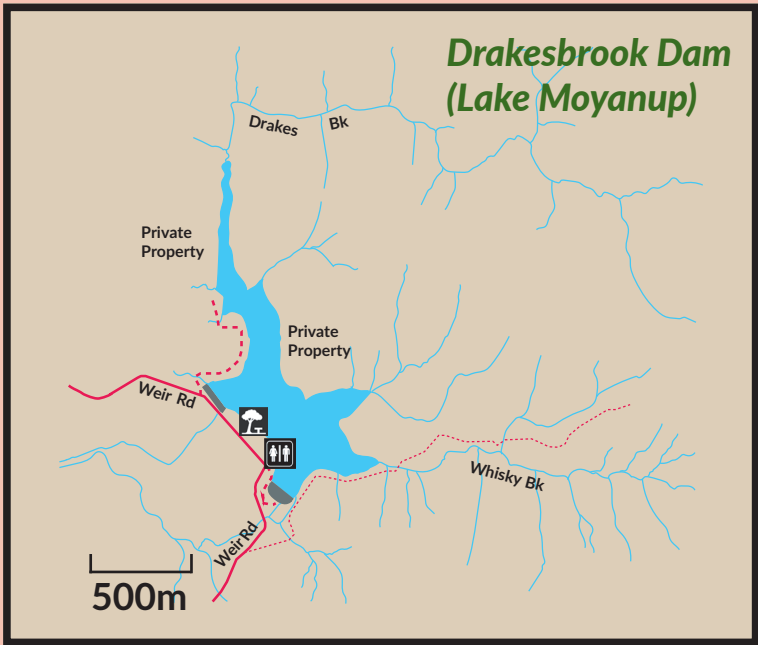 Drakesbrook Dam
(Lake Moyanup)
Drakes Bk
Private
Property
Private
Property
Weir Rd
Whisky Bk
Weir Rd
500m